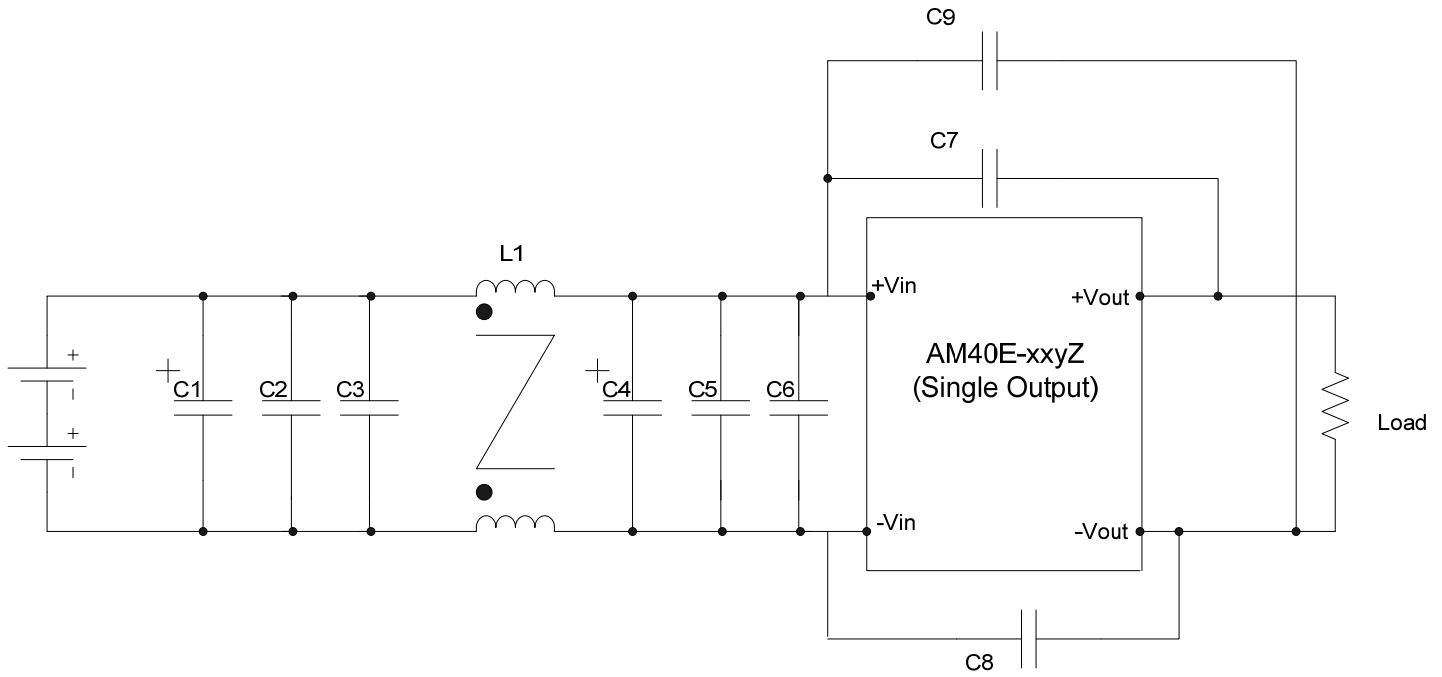 C9
C7
L1
+Vin
+Vout
AM40E-xxyZ
(Single Output)
+
-
+
-
+
C1
C2
C3
+
C4
C5
C6
Load
-Vin
-Vout
C8